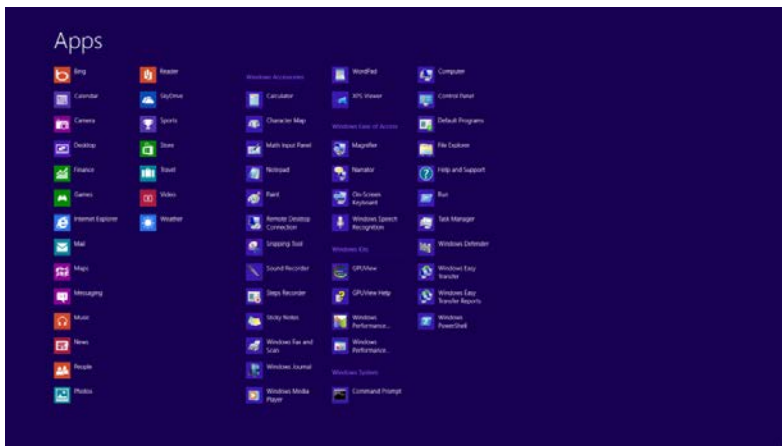 Apps
Bing
Calendar
Camera
Desktop
Finance
Games
Internet Explorer
Mail
Maps
Messaging
Music
News
People
Photos
Reader
SkyDrive
Sports
Store
Travel
Video
Weather
Windows Accessories
Calculator
Character Map
Math Input Panel
Notepad
Paint
Remote Desktop
Connection
Snipping Tool
Sound Recorder
Steps Recorder
Sticky Notes
Windows Fax and
Scan
Windows Journal
Windows Media
Player
WordPad
XPS Viewer
Windows Ease of Access
Magnifier
Narrator
On-Screen
Keyboard
Windows Speech
Recognition
Windows Kits
GPUView
GPUView Help
Windows
Performance...
Windows
Performance...
Windows System
Command Prompt
Computer
Control Panel
Default Programs
File Explorer
Help and Support
Run
Task Manager
Windows Defender
Windows Easy
Transfer
Windows Easy
Transfer Reports
Windows
PowerShell